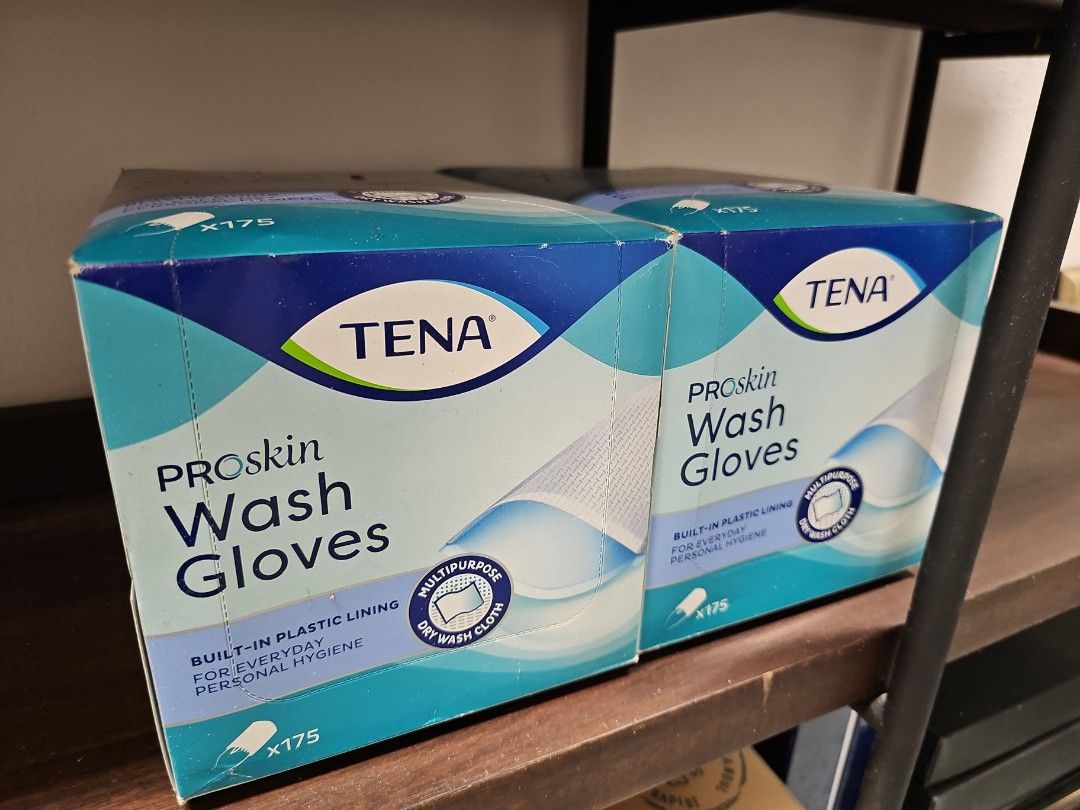 x175
TENA®
PROskin
Wash
Gloves
BUILT-IN PLASTIC LINING
FOR EVERYDAY
PERSONAL HYGIENE
MULTIPURPOSE
DRY WASH CLOTH
x175
x175
TENA®
PROskin
Wash
Gloves
BUILT-IN PLASTIC LINING
FOR EVERYDAY
PERSONAL HYGIENE
MULTIPURPOSE
DRY WASH CLOTH
x175